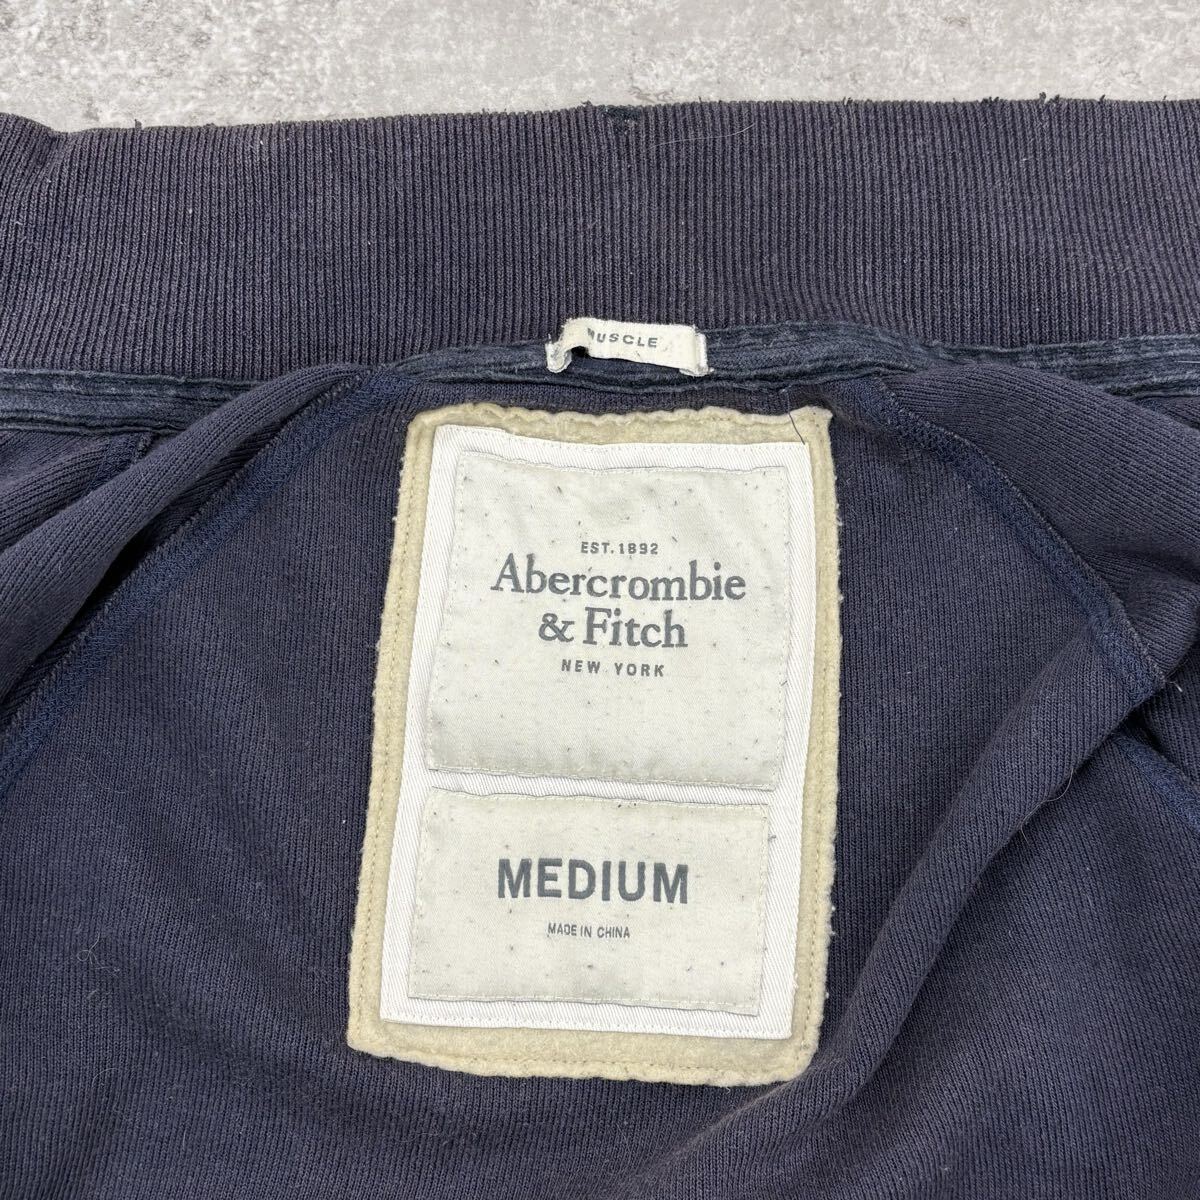 MUSCLE
EST. 1892
Abercrombie
& Fitch
NEW YORK
MEDIUM
MADE IN CHINA